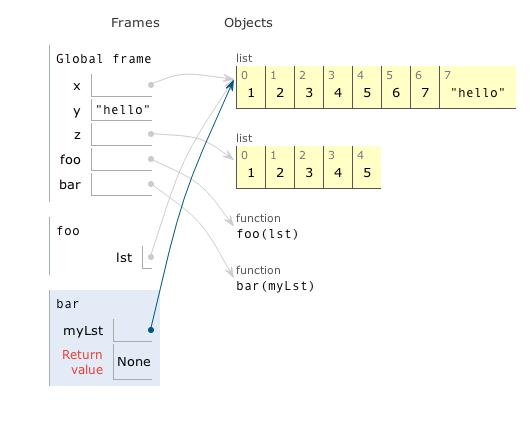 Frames Objects
Global frame
x
y "hello"
z
foo
bar
list
0 1 2 3 4 5 6 7
1 2 3 4 5 6 7 "hello"
list
0 1 2 3 4
1 2 3 4 5
function
foo(lst)
function
bar(myLst)
foo
lst
bar
myLst
Return
value None